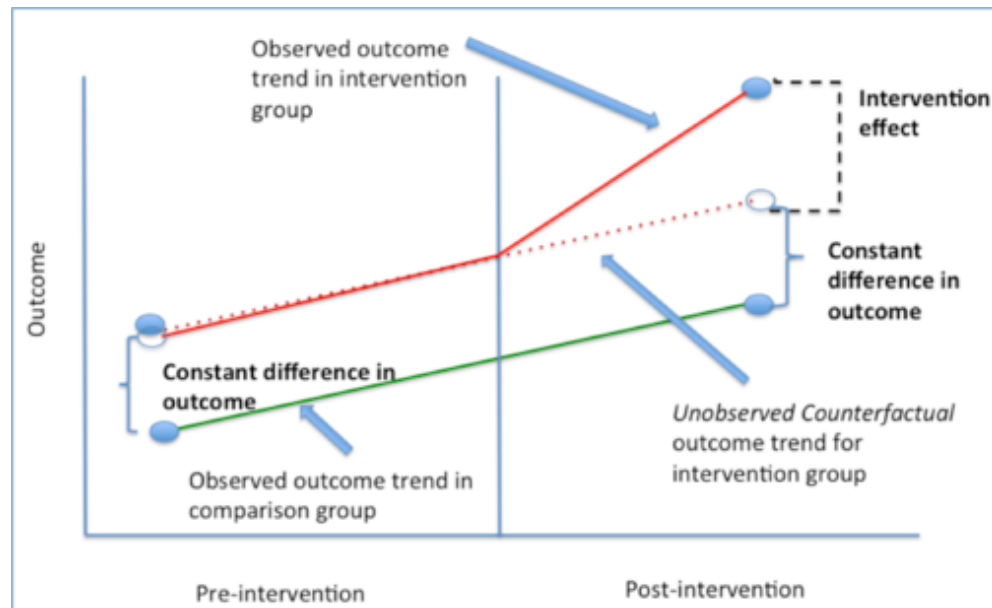 Observed outcome
trend in intervention
group
Intervention
effect
Constant
difference in
outcome
Outcome
Constant difference in
outcome
Unobserved Counterfactual
outcome trend for
intervention group
Observed outcome trend in
comparison group
Pre-intervention
Post-intervention